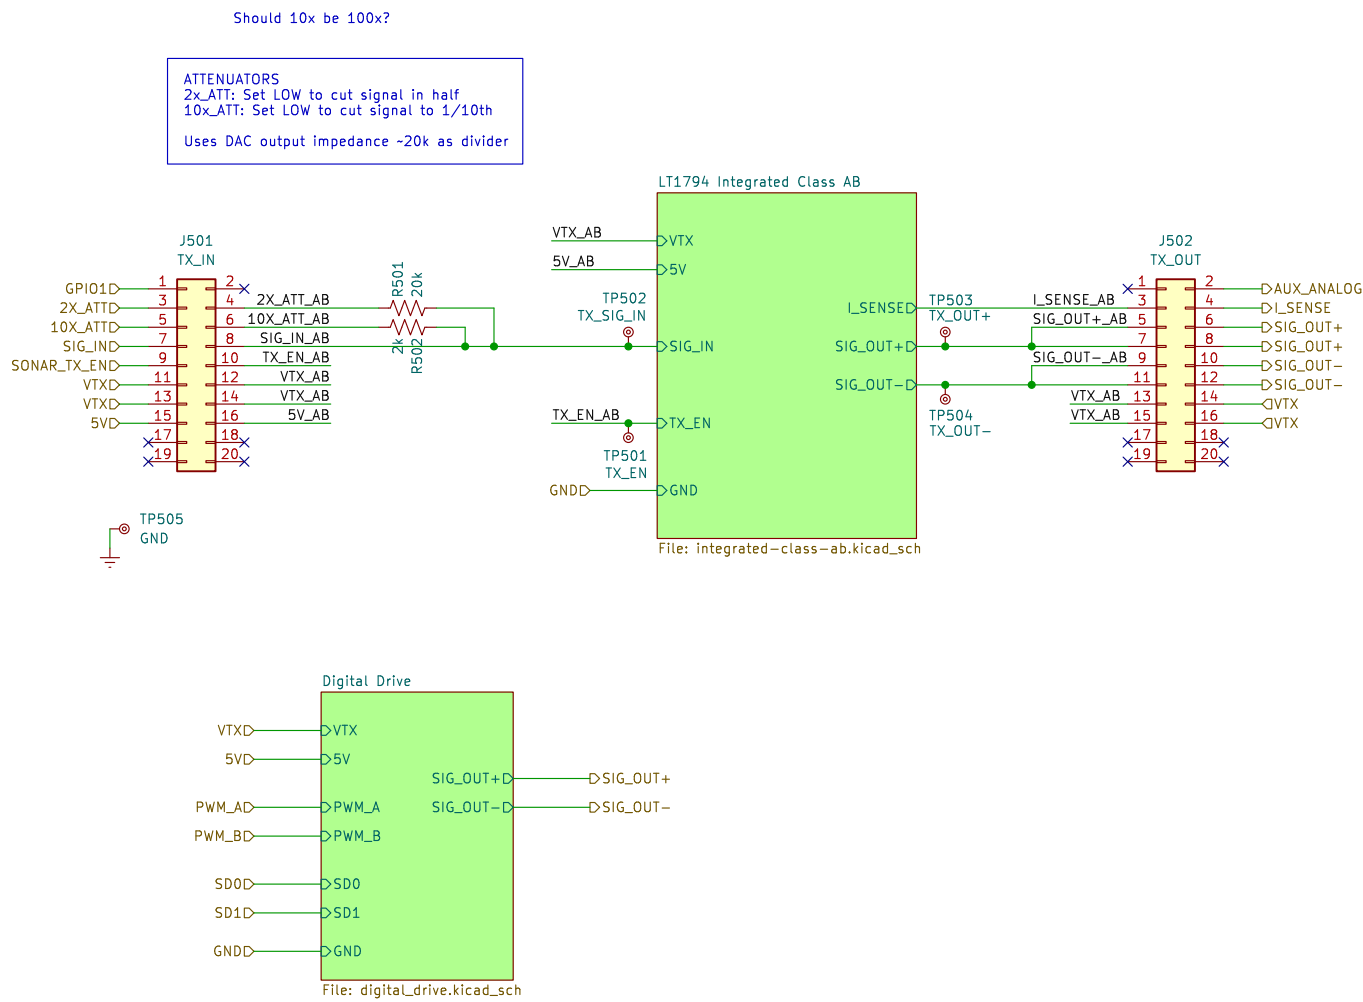 Should 10x be 100x?
ATTENUATORS
2x_ATT: Set LOW to cut signal in half
10x_ATT: Set LOW to cut signal to 1/10th
Uses DAC output impedance ~20k as divider
LT1794 Integrated Class AB
VTX_AB
VTX
5V_AB
5V
TP502
TX_SIG_IN
SIG_IN
TX_EN_AB
TX_EN
TP501
TX_EN
GND
GND
I_SENSE
SIG_OUT+
SIG_OUT-
File: integrated-class-ab.kicad_sch
J501
TX_IN
GPIO1 1 2
2X_ATT 3 4 2X_ATT_AB
10X_ATT 5 6 10X_ATT_AB
SIG_IN 7 8 SIG_IN_AB
SONAR_TX_EN 9 10 TX_EN_AB
VTX 11 12 VTX_AB
VTX 13 14 VTX_AB
5V 15 16 5V_AB
17 18
19 20
R501
20k
2k
R502
TP505
GND
TP503
TX_OUT+
TP504
TX_OUT-
J502
TX_OUT
1 2 AUX_ANALOG
I_SENSE_AB 3 4 I_SENSE
SIG_OUT+_AB 5 6 SIG_OUT+
7 8 SIG_OUT+
SIG_OUT-_AB 9 10 SIG_OUT-
11 12 SIG_OUT-
VTX_AB 13 14 VTX
VTX_AB 15 16 VTX
17 18
19 20
Digital Drive
VTX VTX
5V 5V
SIG_OUT+ SIG_OUT+
PWM_A PWM_A
SIG_OUT- SIG_OUT-
PWM_B PWM_B
SD0 SD0
SD1 SD1
GND GND
File: digital_drive.kicad_sch